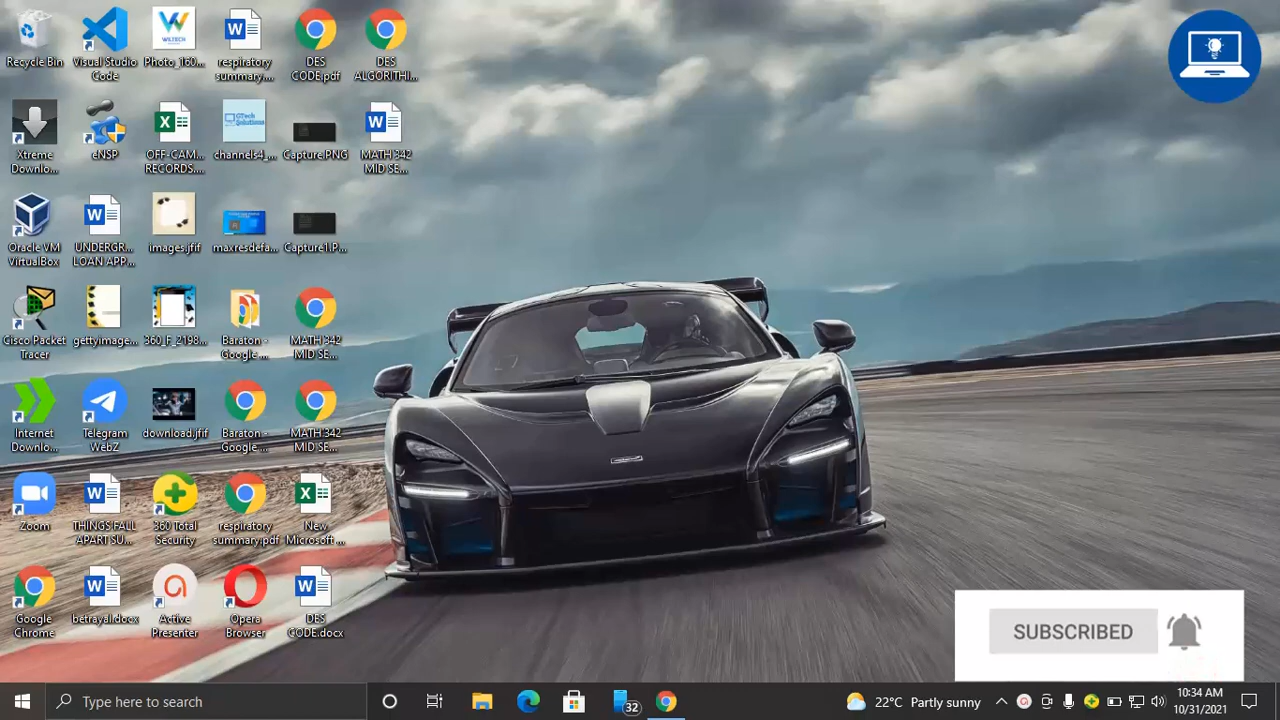 Recycle Bin
Visual Studio
Code
WILTECH
Photo_160...
respiratory
summary....
DES
CODE.pdf
DES
ALGORITHI...
Xtreme
Downlo...
eNSP
OFF -CAM...
RECORDS....
GTech
Solutions
channels4_...
Capture.PNG
MATH 342
MID SE...
Oracle VM
VirtualBox
UNDERGR...
LOAN APP...
images.jfif
maxresdefa...
Capture1.P...
Cisco Packet
Tracer
gettyimage...
360_F_2198...
Baraton -
Google ...
MATH 342
MID SE...
Internet
Downlo...
Telegram
WebZ
download.jfif
Baraton -
Google ...
MATH 342
MID SE...
Zoom
THINGS FALL
APART SU...
360 Total
Security
respiratory
summary.pdf
New
Microsoft ...
Google
Chrome
betrayal.docx
Active
Presenter
Opera
Browser
DES
CODE.docx
SUBSCRIBED
Type here to search
32
22°C Partly sunny
10:34 AM
10/31/2021